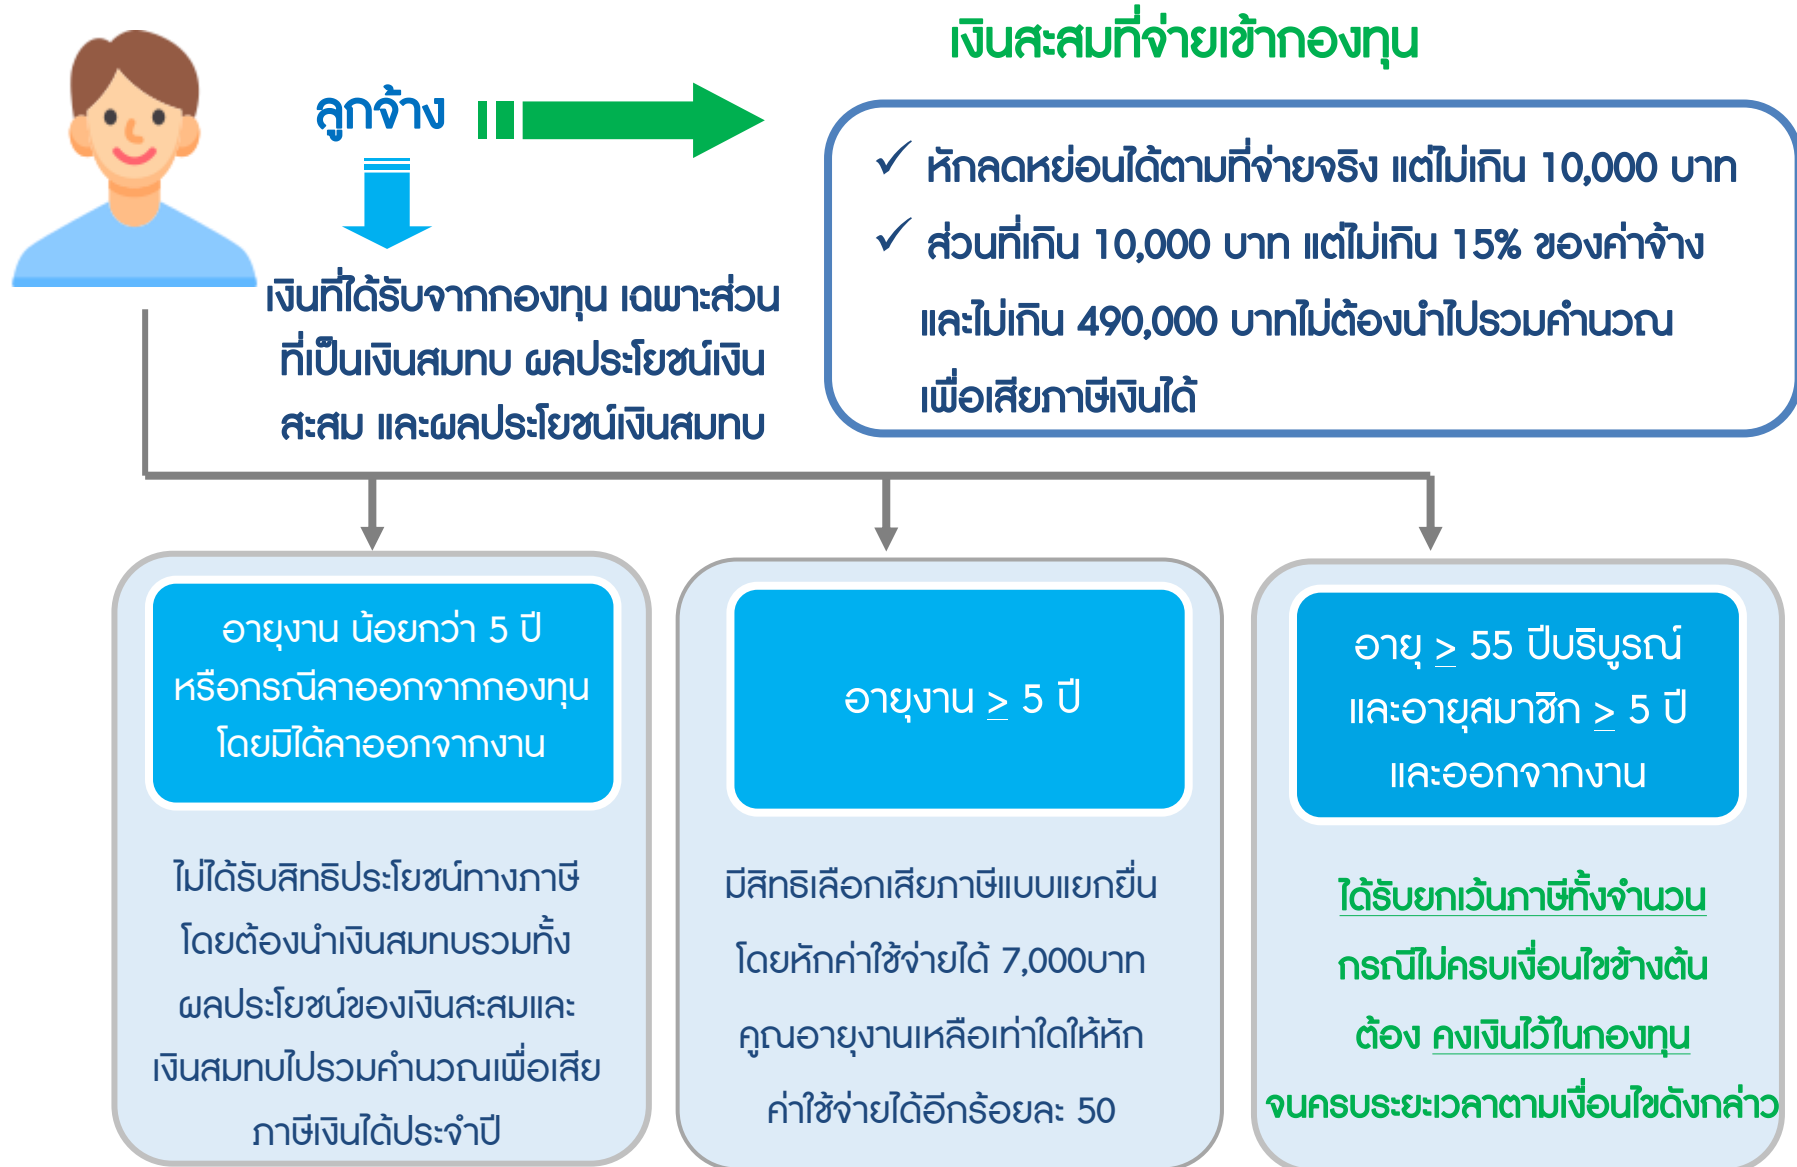 เงินสะสมที่จ่ายเข้ากองทุน
ลูกจ้าง
✓ หักลดหย่อนได้ตามที่จ่ายจริง แต่ไม่เกิน 10,000 บาท
✓ ส่วนที่เกิน 10,000 บาท แต่ไม่เกิน 15% ของค่าจ้าง
และไม่เกิน 490,000 บาทไม่ต้องนำไปรวมคำนวณ
เพื่อเสียภาษีเงินได้
เงินที่ได้รับจากกองทุน เฉพาะส่วน
ที่เป็นเงินสมทบ ผลประโยชน์เงิน
สะสม และผลประโยชน์เงินสมทบ
อายุงาน น้อยกว่า 5 ปี
หรือกรณีลาออกจากกองทุน
โดยมิได้ลาออกจากงาน
ไม่ได้รับสิทธิประโยชน์ทางภาษี
โดยต้องนำเงินสมทบรวมทั้ง
ผลประโยชน์ของเงินสะสมและ
เงินสมทบไปรวมคำนวณเพื่อเสีย
ภาษีเงินได้ประจำปี
อายุงาน ≥ 5 ปี
มีสิทธิเลือกเสียภาษีแบบแยกยื่น
โดยหักค่าใช้จ่ายได้ 7,000บาท
คูณอายุงานเหลือเท่าใดให้หัก
ค่าใช้จ่ายได้อีกร้อยละ 50
อายุ ≥ 55 ปีบริบูรณ์
และอายุสมาชิก ≥ 5 ปี
และออกจากงาน
ได้รับยกเว้นภาษีทั้งจำนวน
กรณีไม่ครบเงื่อนไขข้างต้น
ต้อง คงเงินไว้ในกองทุน
จนครบระยะเวลาตามเงื่อนไขดังกล่าว